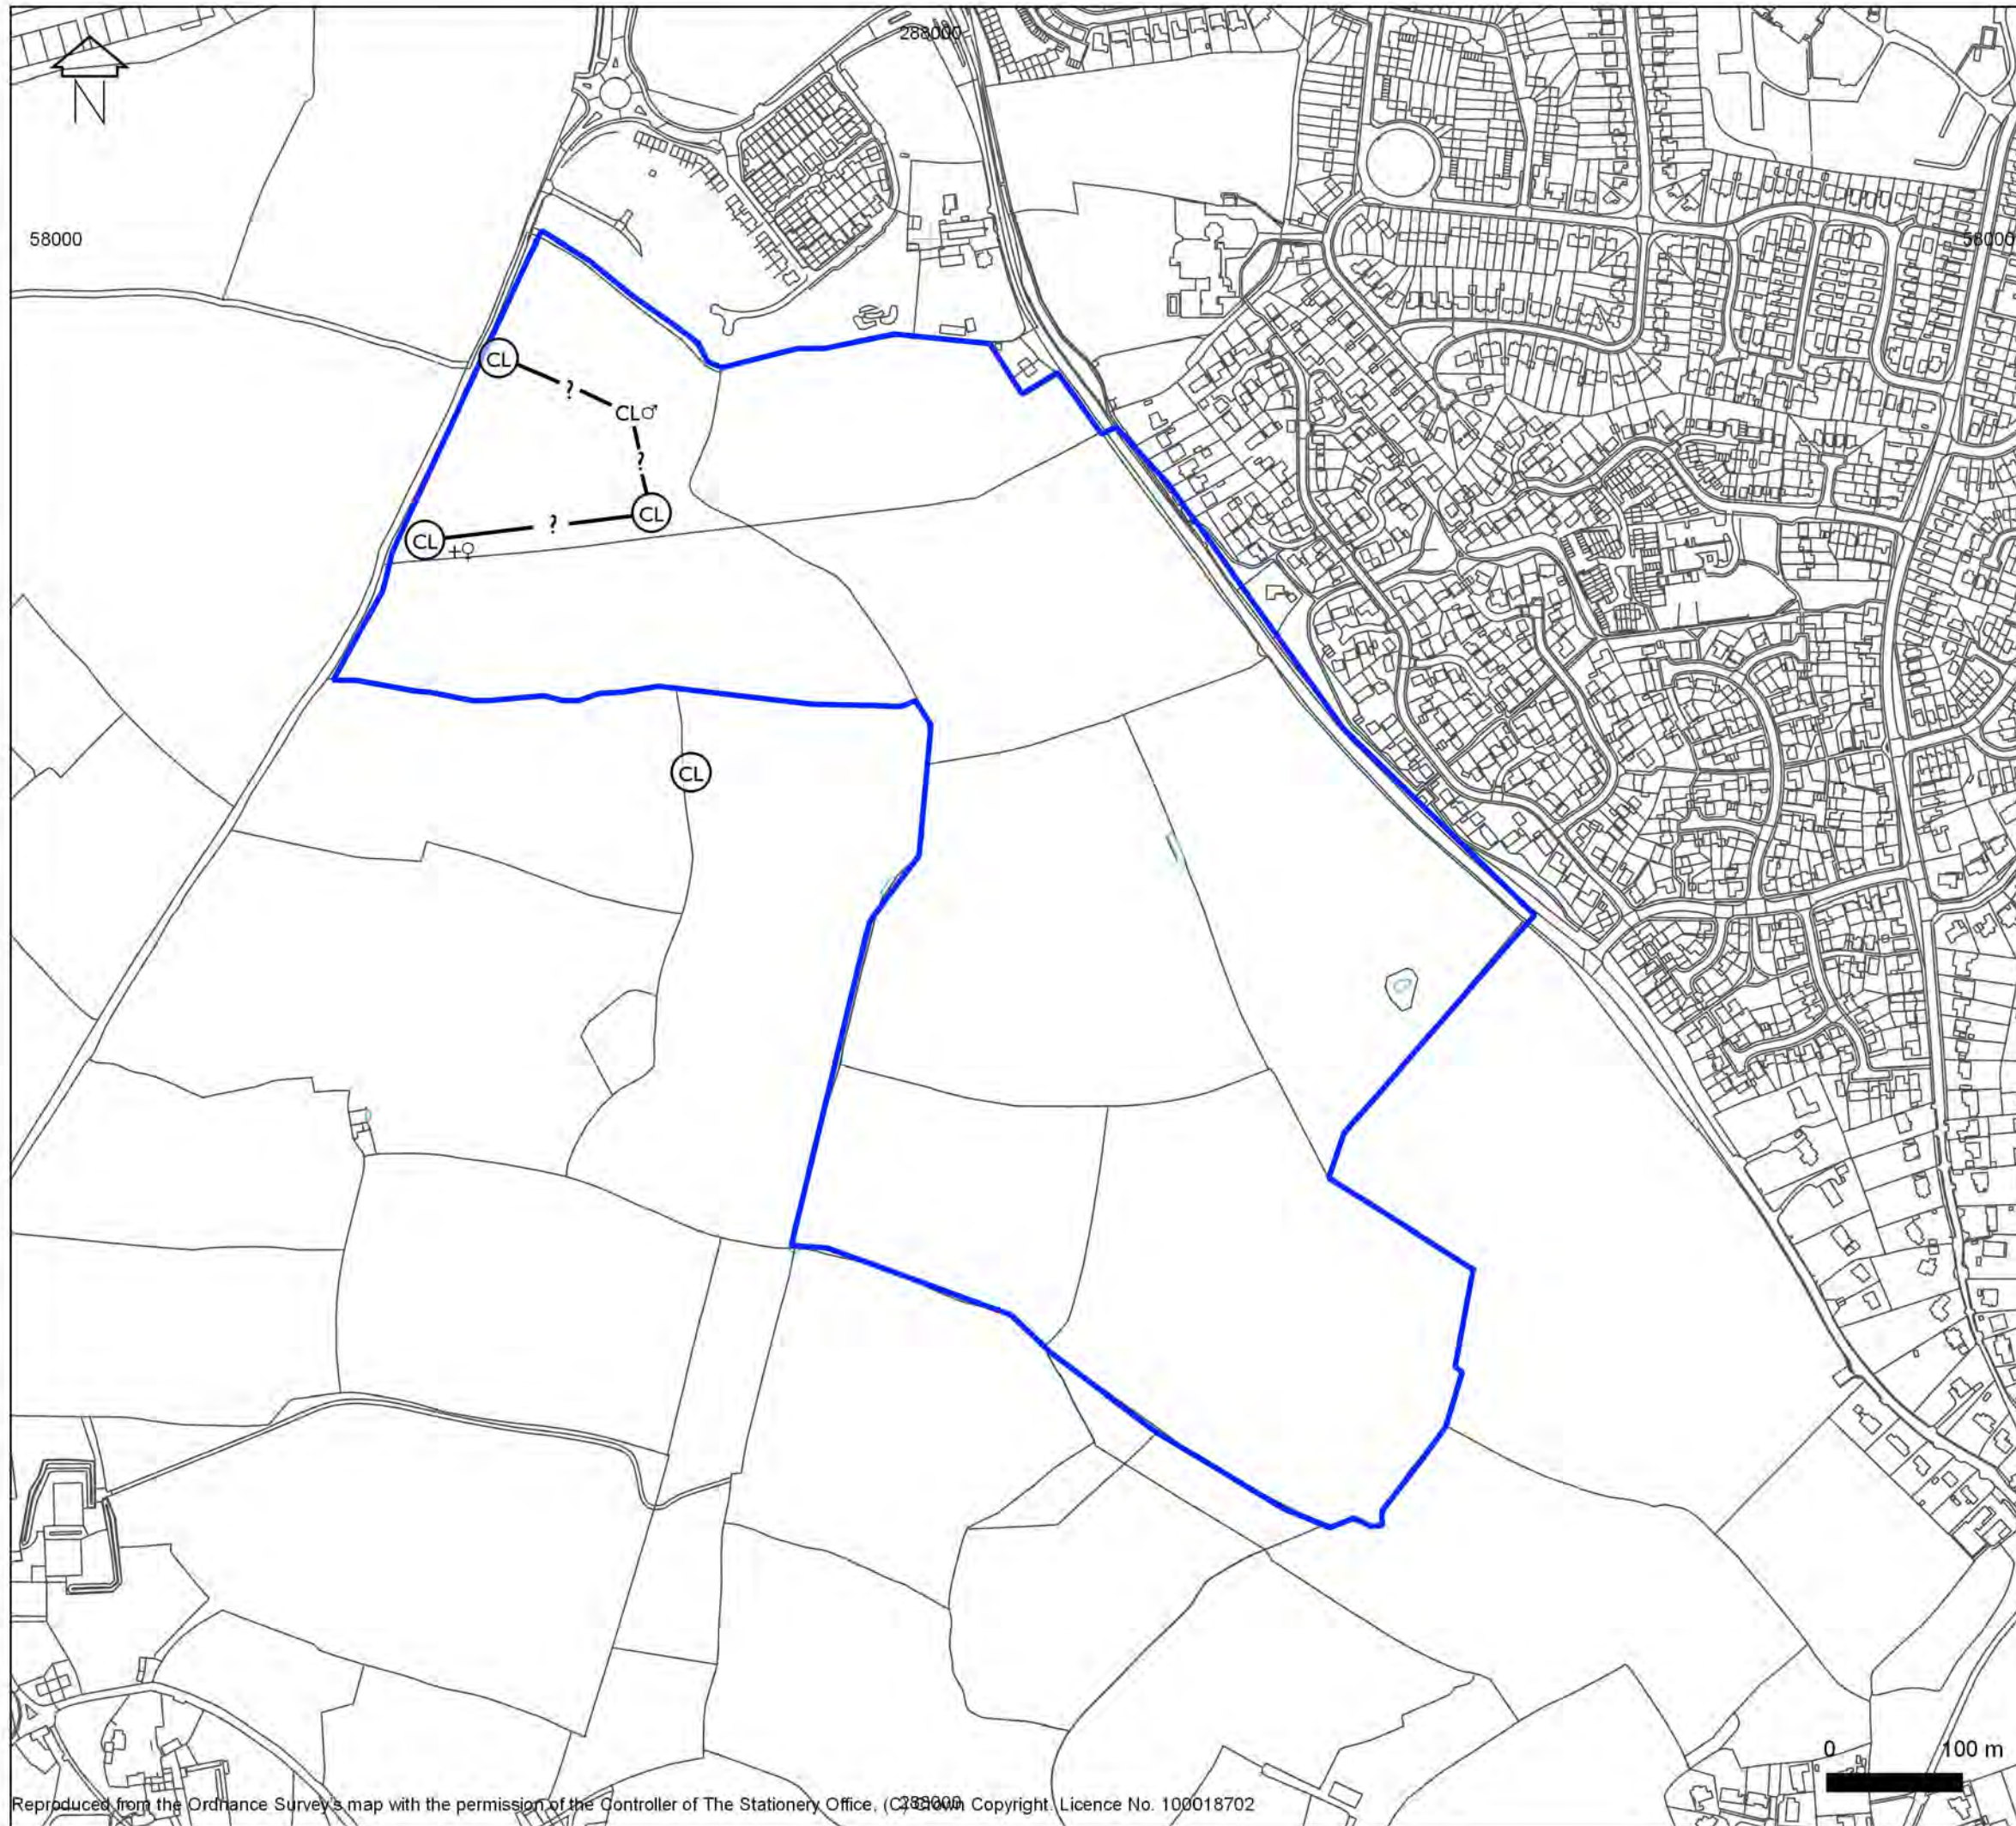 288000
N
58000
58000
CL
?
CL♂
?
CL
?
CL
+♀
CL
0
100 m
Reproduced from the Ordnance Survey's map with the permission of the Controller of The Stationery Office, (C) Crown Copyright. Licence No. 100018702
288000